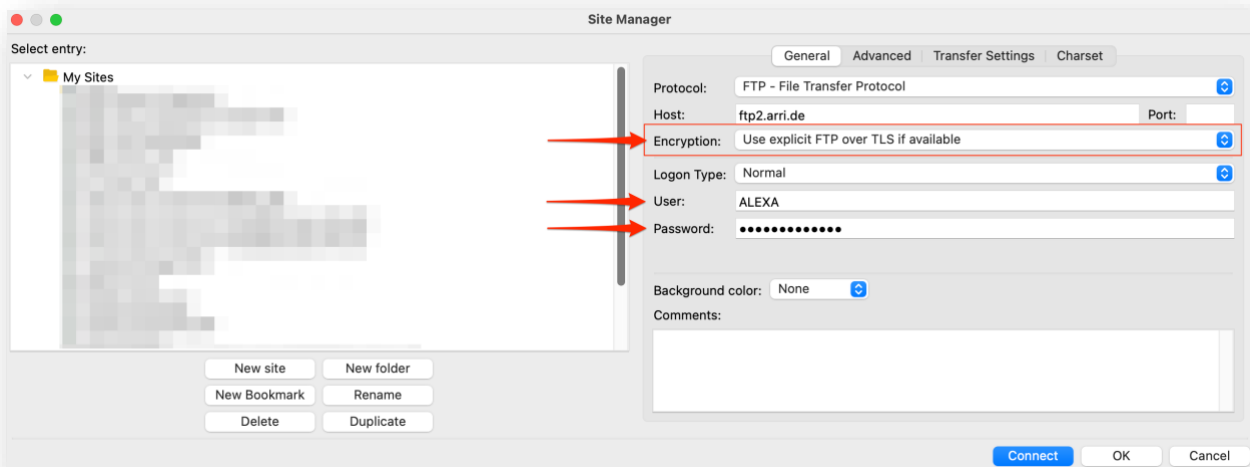 Site Manager
Select entry:
My Sites
New site New folder
New Bookmark Rename
Delete Duplicate
General Advanced Transfer Settings Charset
Protocol: FTP - File Transfer Protocol
Host: ftp2.arri.de Port:
Encryption: Use explicit FTP over TLS if available
Logon Type: Normal
User: ALEXA
Password: •••••••••••••
Background color: None
Comments:
Connect OK Cancel